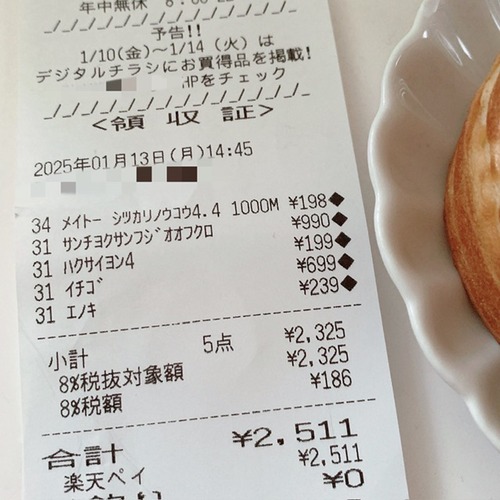 年中無休
予告!!
1/10(金)～1/14(火)は
デジタルチラシにお買得品を掲載!
HPをチェック
<領収証>
2025年01月13日(月)14:45
34 メイトー シツカリノウコウ4.4 1000M ¥198◆
31 サンチヨクサンフジオオフクロ ¥990◆
31 ハクサイヨン4 ¥199◆
31 イチゴ ¥699◆
31 エノキ ¥239◆
小計 5点 ¥2,325
8%税抜対象額 ¥2,325
8%税額 ¥186
合計 ¥2,511
楽天ペイ ¥2,511
¥0